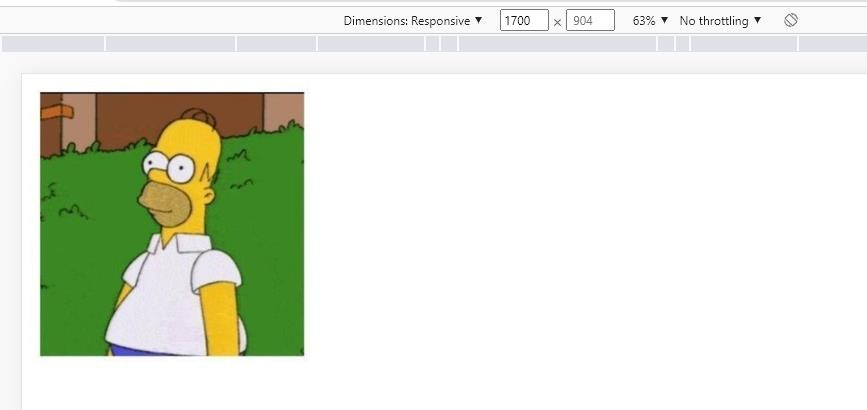 Dimensions: Responsive ▼ 1700 × 904 63% ▼ No throttling ▼